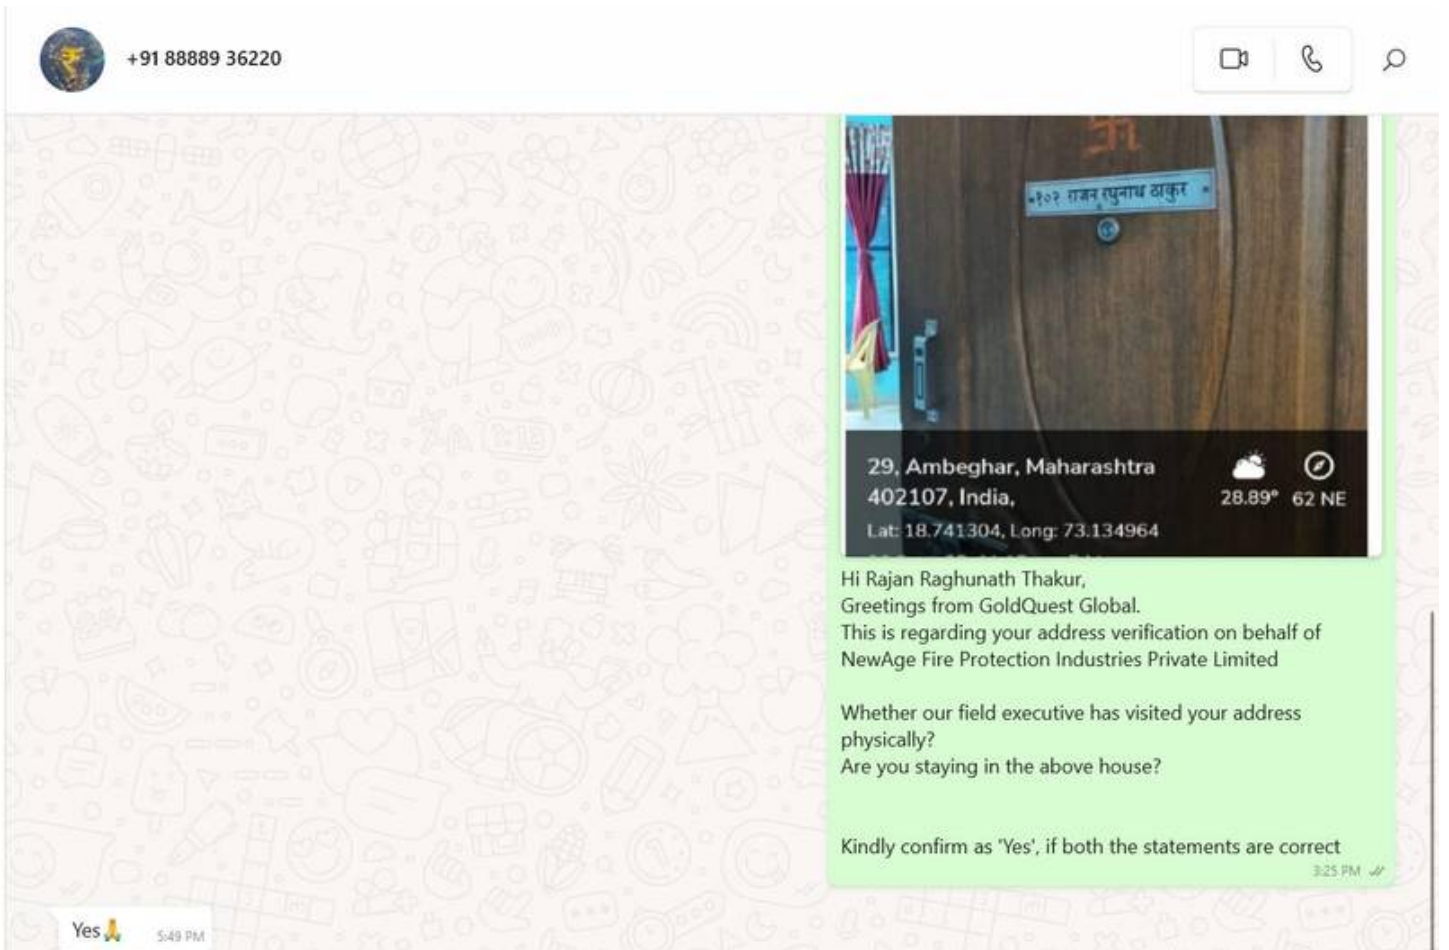 +91 88889 36220
१०२ राजन रघुनाथ ठाकुर
29, Ambeghar, Maharashtra
402107, India,
28.89° 62 NE
Lat: 18.741304, Long: 73.134964
Hi Rajan Raghunath Thakur,
Greetings from GoldQuest Global.
This is regarding your address verification on behalf of
NewAge Fire Protection Industries Private Limited
Whether our field executive has visited your address
physically?
Are you staying in the above house?
Kindly confirm as 'Yes', if both the statements are correct
3:25 PM
Yes🙏 5:49 PM